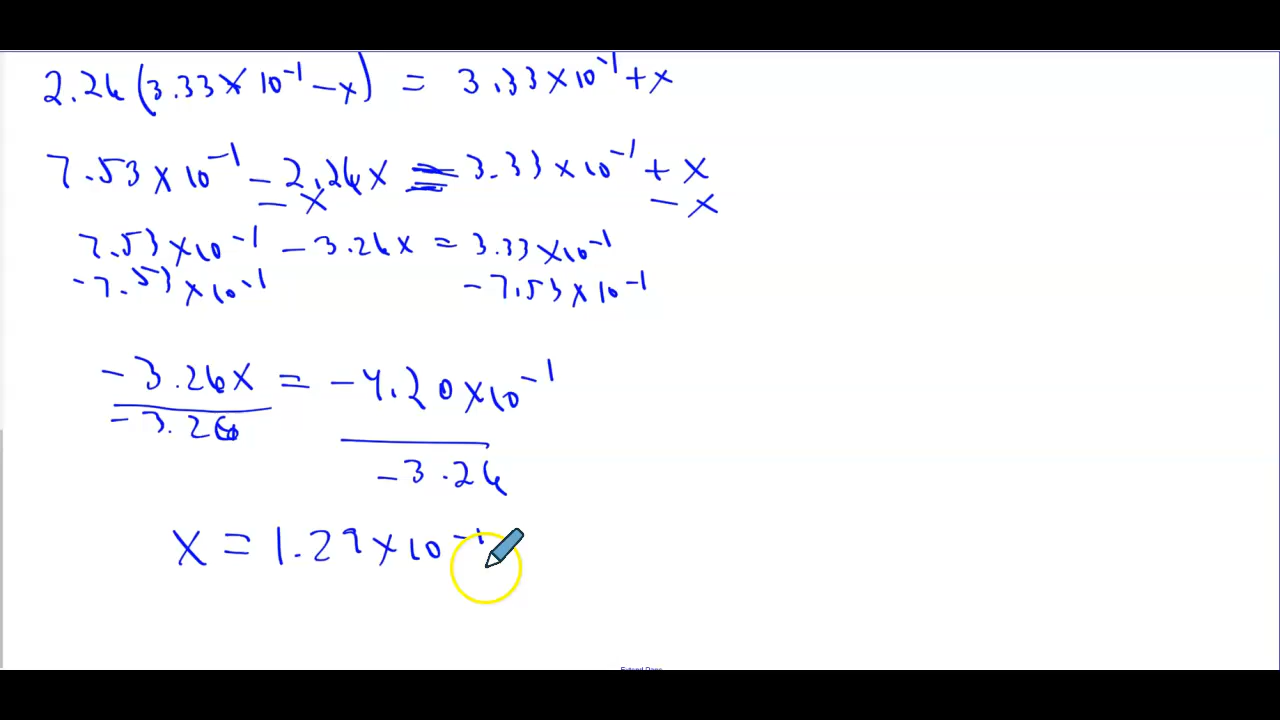 2.26(3.33×10⁻¹ – x) = 3.33×10⁻¹ + x
7.53×10⁻¹ – 2.26x = 3.33×10⁻¹ + x
– x – x
7.53×10⁻¹ – 3.26x = 3.33×10⁻¹
-7.53×10⁻¹ – 7.53×10⁻¹
– 3.26x = – 4.20×10⁻¹
– 3.26 – 3.26
x = 1.29×10⁻¹
Extend Page